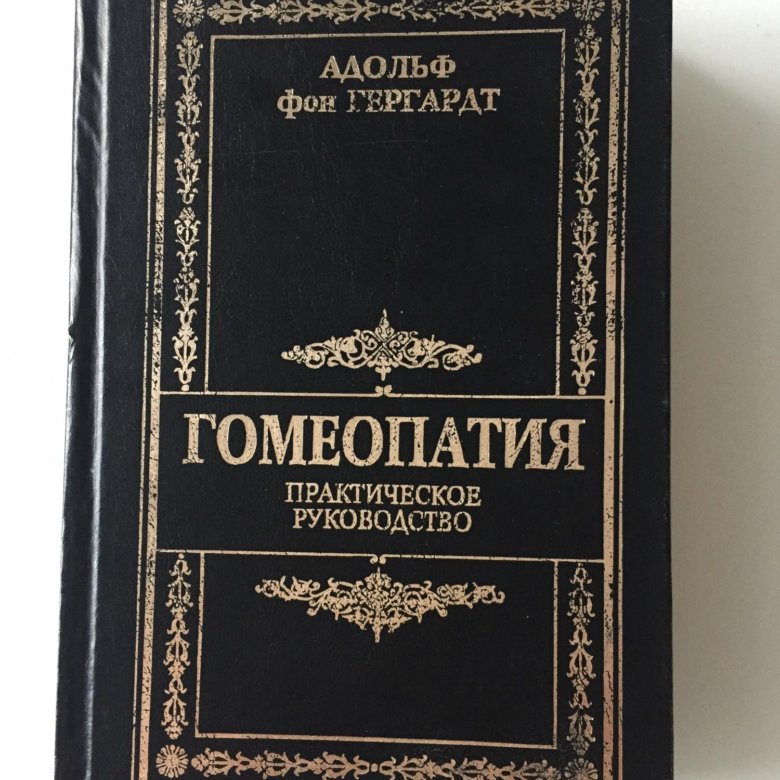 АДОЛЬФ
фон ГЕРГАРДТ
ГОМЕОПАТИЯ
ПРАКТИЧЕСКОЕ
РУКОВОДСТВО